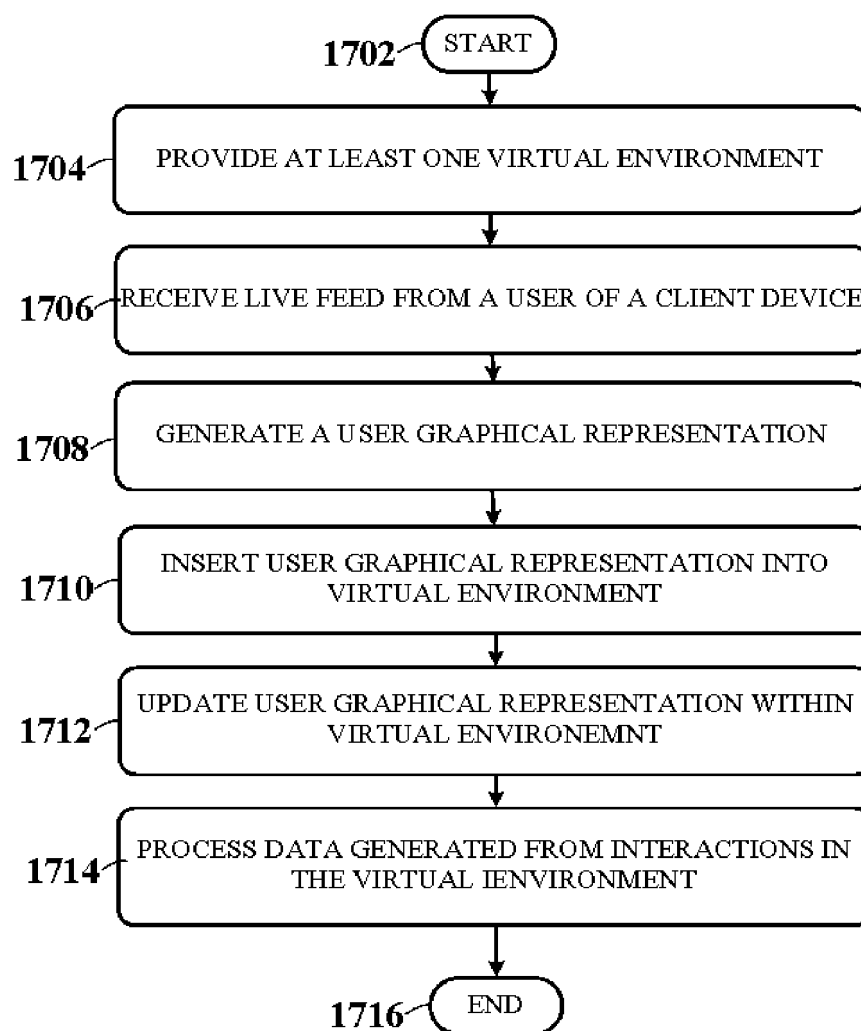 1702 START
1704 PROVIDE AT LEAST ONE VIRTUAL ENVIRONMENT
1706 RECEIVE LIVE FEED FROM A USER OF A CLIENT DEVICE
1708 GENERATE A USER GRAPHICAL REPRESENTATION
INSERT USER GRAPHICAL REPRESENTATION INTO
1710 VIRTUAL ENVIRONMENT
UPDATE USER GRAPHICAL REPRESENTATION WITHIN
1712 VIRTUAL ENVIRONEMNT
PROCESS DATA GENERATED FROM INTERACTIONS IN
1714 THE VIRTUAL IENVIRONMENT
1716 END